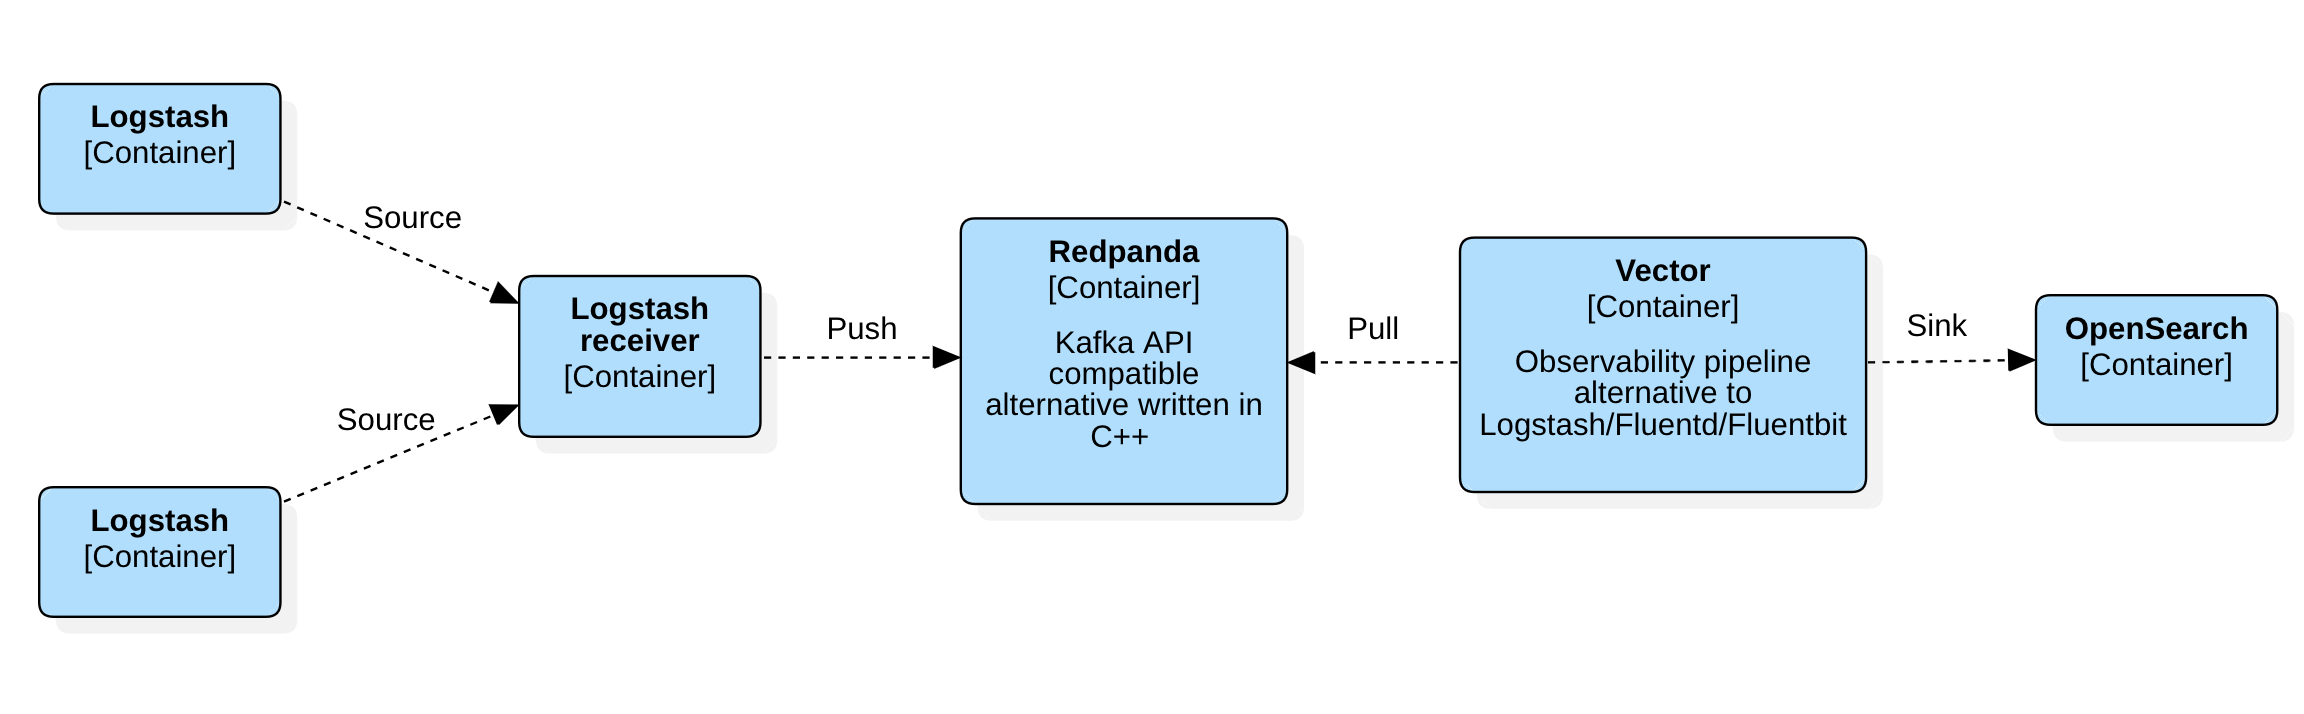 Logstash
[Container]
Source
Logstash
receiver
[Container]
Source
Logstash
[Container]
Push
Redpanda
[Container]
Kafka API
compatible
alternative written in
C++
Pull
Vector
[Container]
Observability pipeline
alternative to
Logstash/Fluentd/Fluentbit
Sink
OpenSearch
[Container]